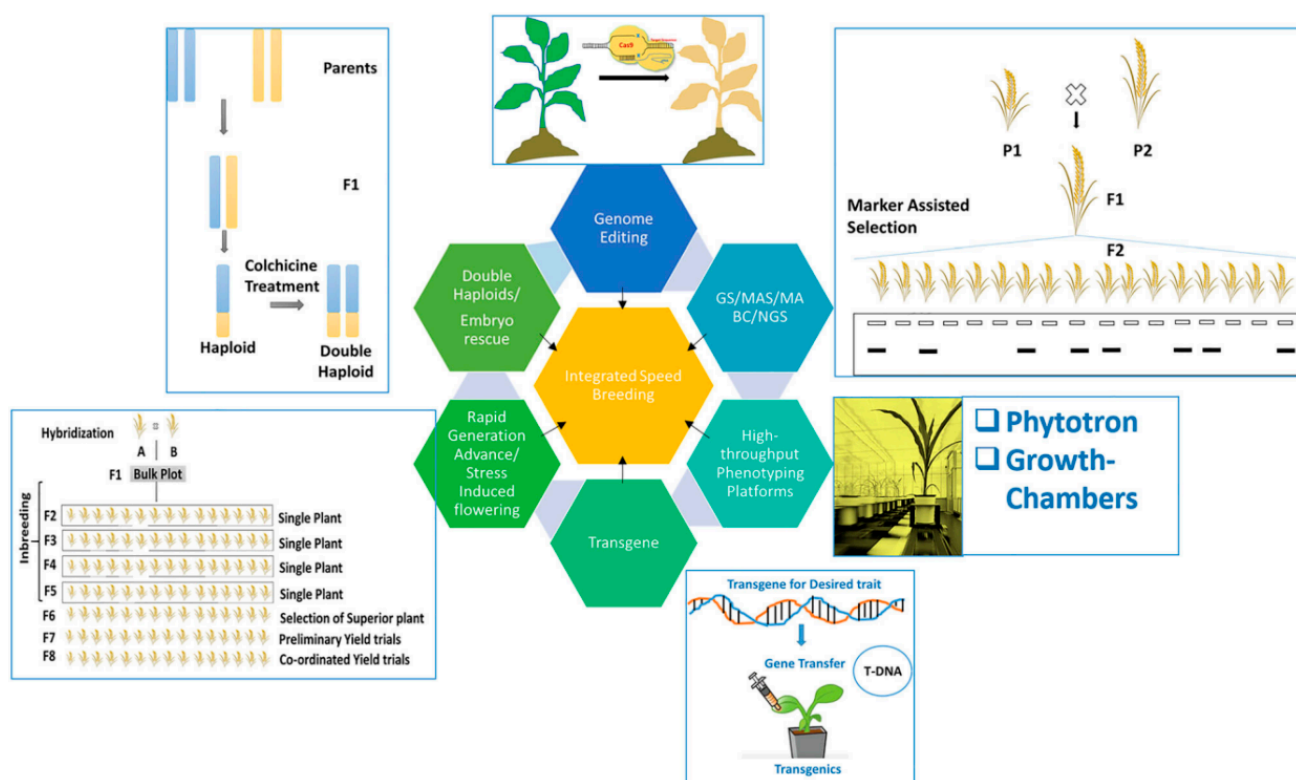 Parents
F1
Colchicine
Treatment
Haploid
Double
Haploid
Cas9
P1
P2
F1
Marker Assisted
Selection
F2
Genome
Editing
Double
Haploids/
Embryo
rescue
GS/MAS/MA
BC/NGS
Integrated Speed
Breeding
Rapid
Generation
Advance/
Stress
Induced
flowering
High-
throughput
Phenotyping
Platforms
Transgene
Hybridization
A
B
F1
Bulk Plot
Inbreeding
F2
Single Plant
F3
Single Plant
F4
Single Plant
F5
Single Plant
F6
Selection of Superior plant
F7
Preliminary Yield trials
F8
Co-ordinated Yield trials
Phytotron
Growth-
Chambers
Transgene for Desired trait
Gene Transfer
T-DNA
Transgenics